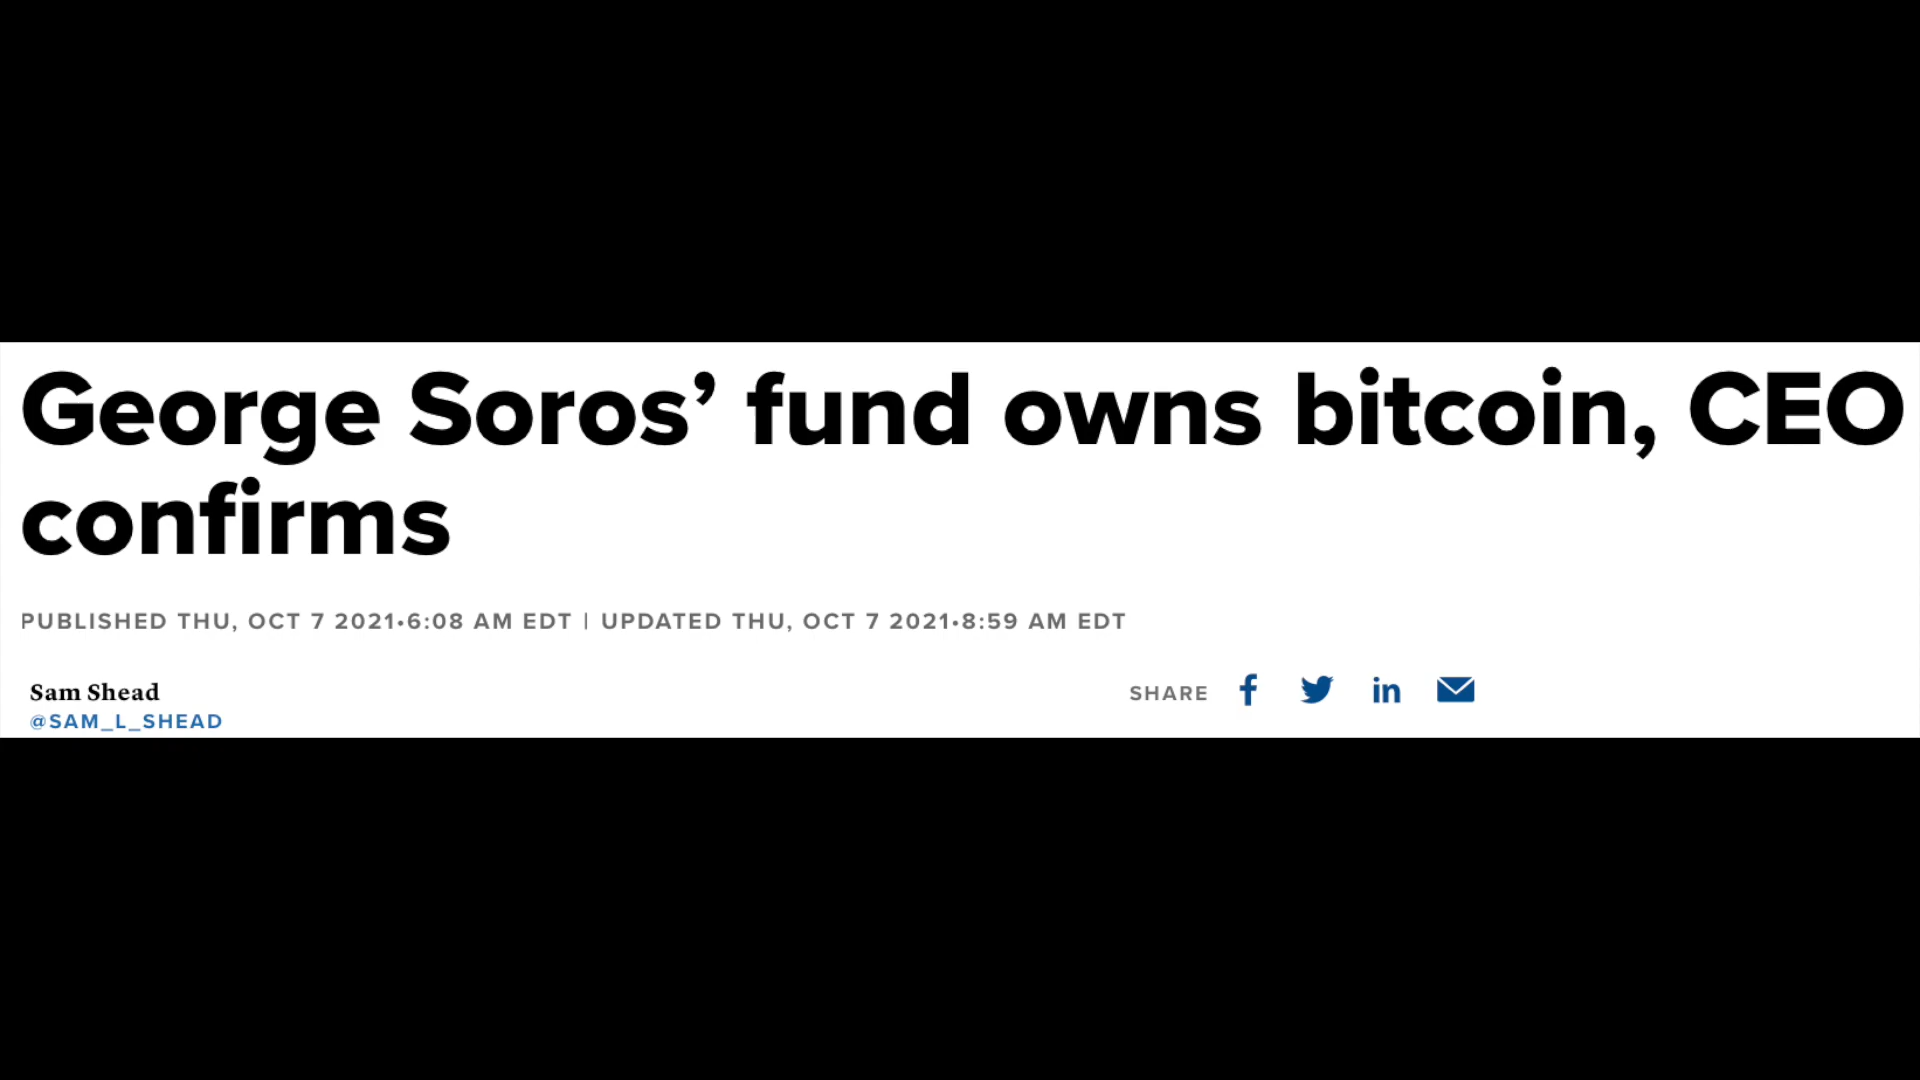 George Soros’ fund owns bitcoin, CEO
confirms
PUBLISHED THU, OCT 7 2021•6:08 AM EDT | UPDATED THU, OCT 7 2021•8:59 AM EDT
Sam Shead
@SAM_L_SHEAD
SHARE